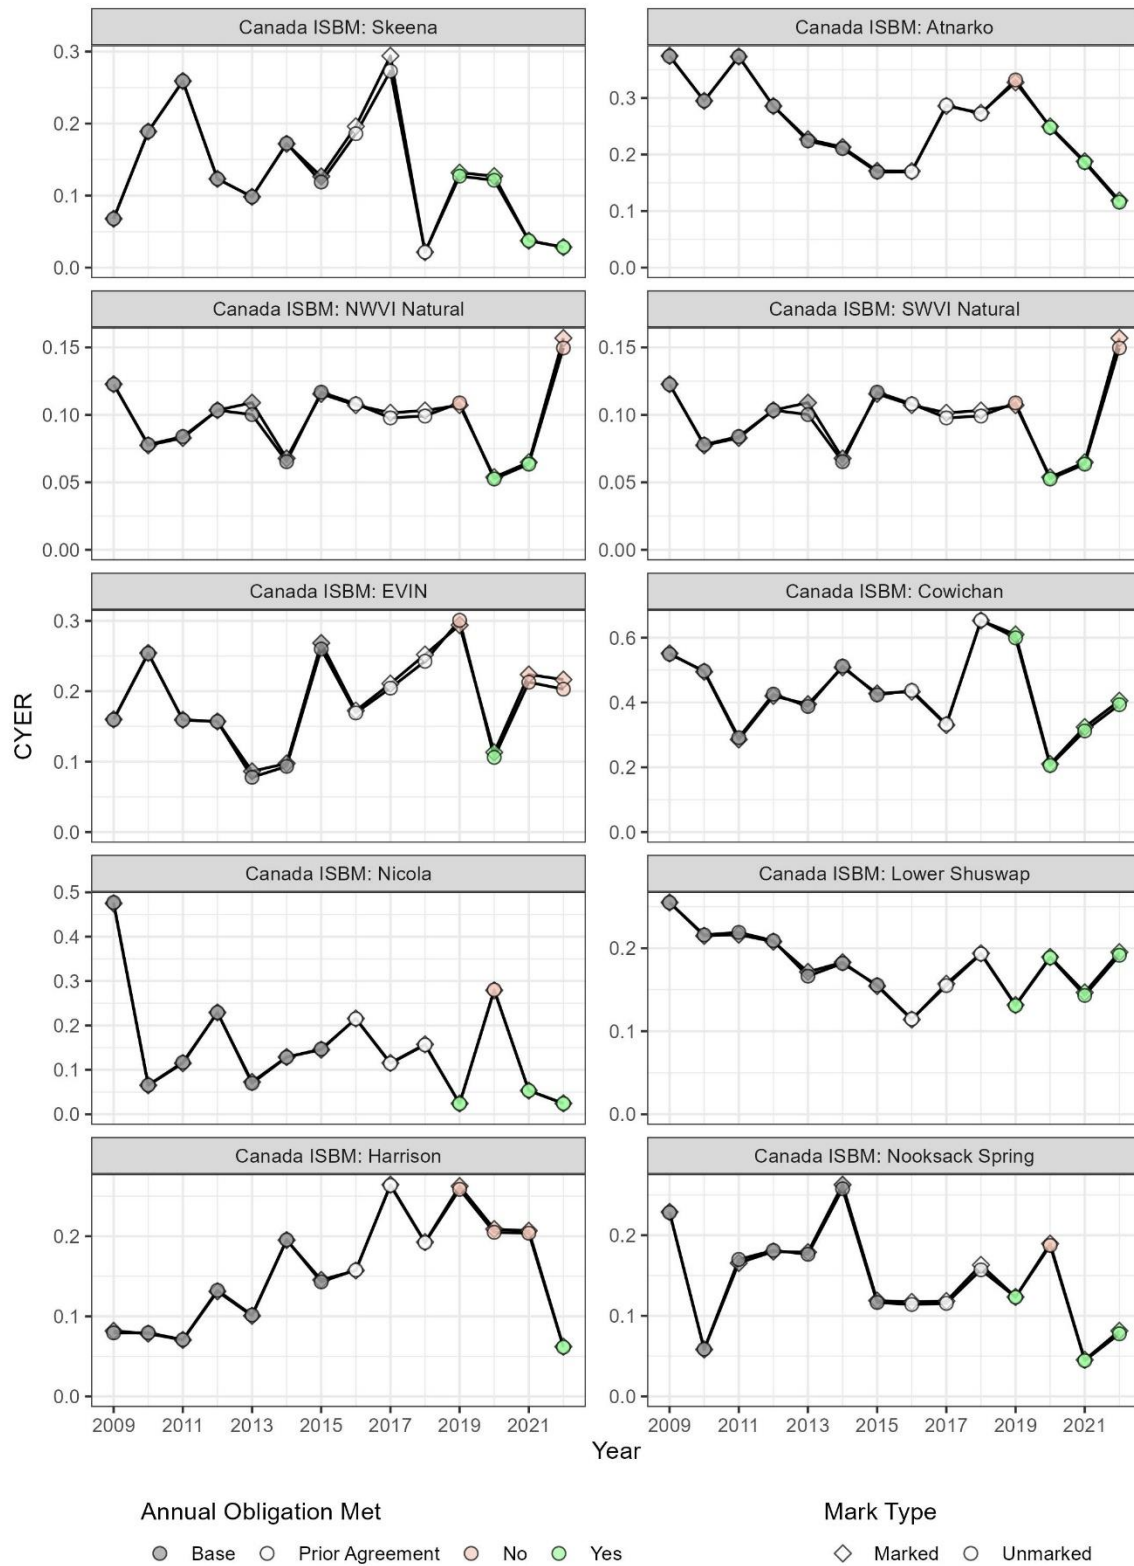 Canada ISBM: Skeena
0.3
0.2
0.1
0.0
Canada ISBM: Atnarko
0.3
0.2
0.1
0.0
Canada ISBM: NWVI Natural
0.15
0.10
0.05
0.00
Canada ISBM: SWVI Natural
0.15
0.10
0.05
0.00
Canada ISBM: EVIN
0.3
0.2
0.1
0.0
Canada ISBM: Cowichan
0.6
0.4
0.2
0.0
CYER
Canada ISBM: Nicola
0.5
0.4
0.3
0.2
0.1
0.0
Canada ISBM: Lower Shuswap
0.2
0.1
0.0
Canada ISBM: Harrison
0.2
0.1
0.0
2009 2011 2013 2015 2017 2019 2021
Canada ISBM: Nooksack Spring
0.2
0.1
0.0
2009 2011 2013 2015 2017 2019 2021
Year
Annual Obligation Met
Base Prior Agreement No Yes
Mark Type
Marked Unmarked